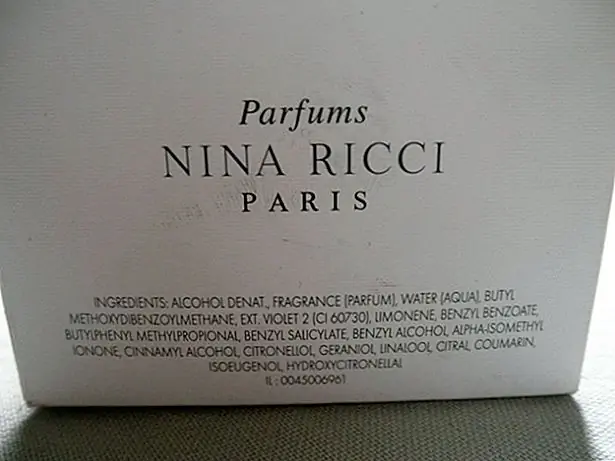 Parfums
NINA RICCI
PARIS
INGREDIENTS: ALCOHOL DENAT., FRAGRANCE (PARFUM), WATER (AQUA), BUTYL
METHOXYDIBENZOYLMETHANE, EXT. VIOLET 2 (CI 60730), LIMONENE, BENZYL BENZOATE,
BUTYLPHENYL METHYLPROPIONAL, BENZYL SALICYLATE, BENZYL ALCOHOL, ALPHA-ISOMETHYL
IONONE, CINNAMYL ALCOHOL, CITRONELLOL, GERANIOL, LINALOOL, CITRAL, COUMARIN,
ISOEUGENOL, HYDROXYCITRONELLAL
IL : 0045006961